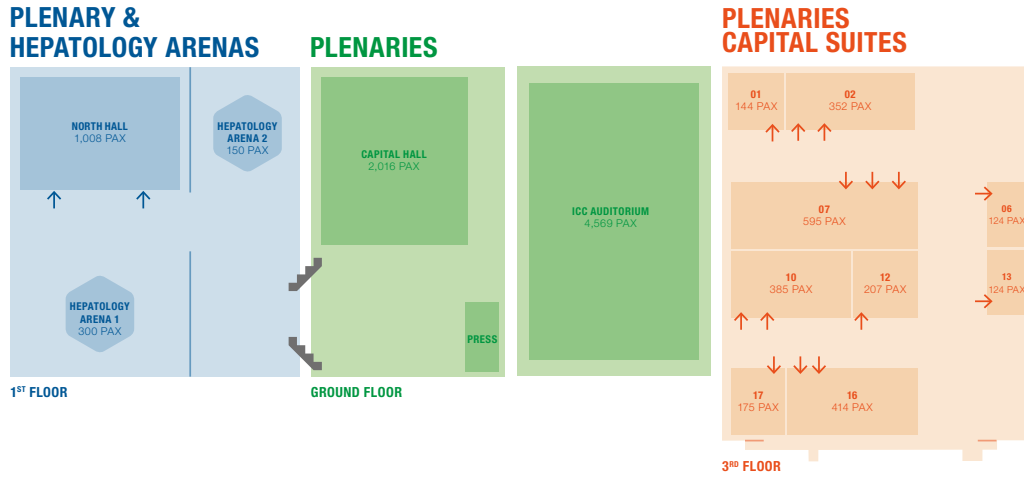 PLENARY &
HEPATOLOGY ARENAS
NORTH HALL
1,008 PAX
HEPATOLOGY
ARENA 2
150 PAX
HEPATOLOGY
ARENA 1
300 PAX
1ST FLOOR
PLENARIES
CAPITAL HALL
2,016 PAX
PRESS
GROUND FLOOR
ICC AUDITORIUM
4,569 PAX
PLENARIES
CAPITAL SUITES
01
144 PAX
02
352 PAX
07
595 PAX
06
124 PAX
10
385 PAX
12
207 PAX
13
124 PAX
17
175 PAX
16
414 PAX
3RD FLOOR